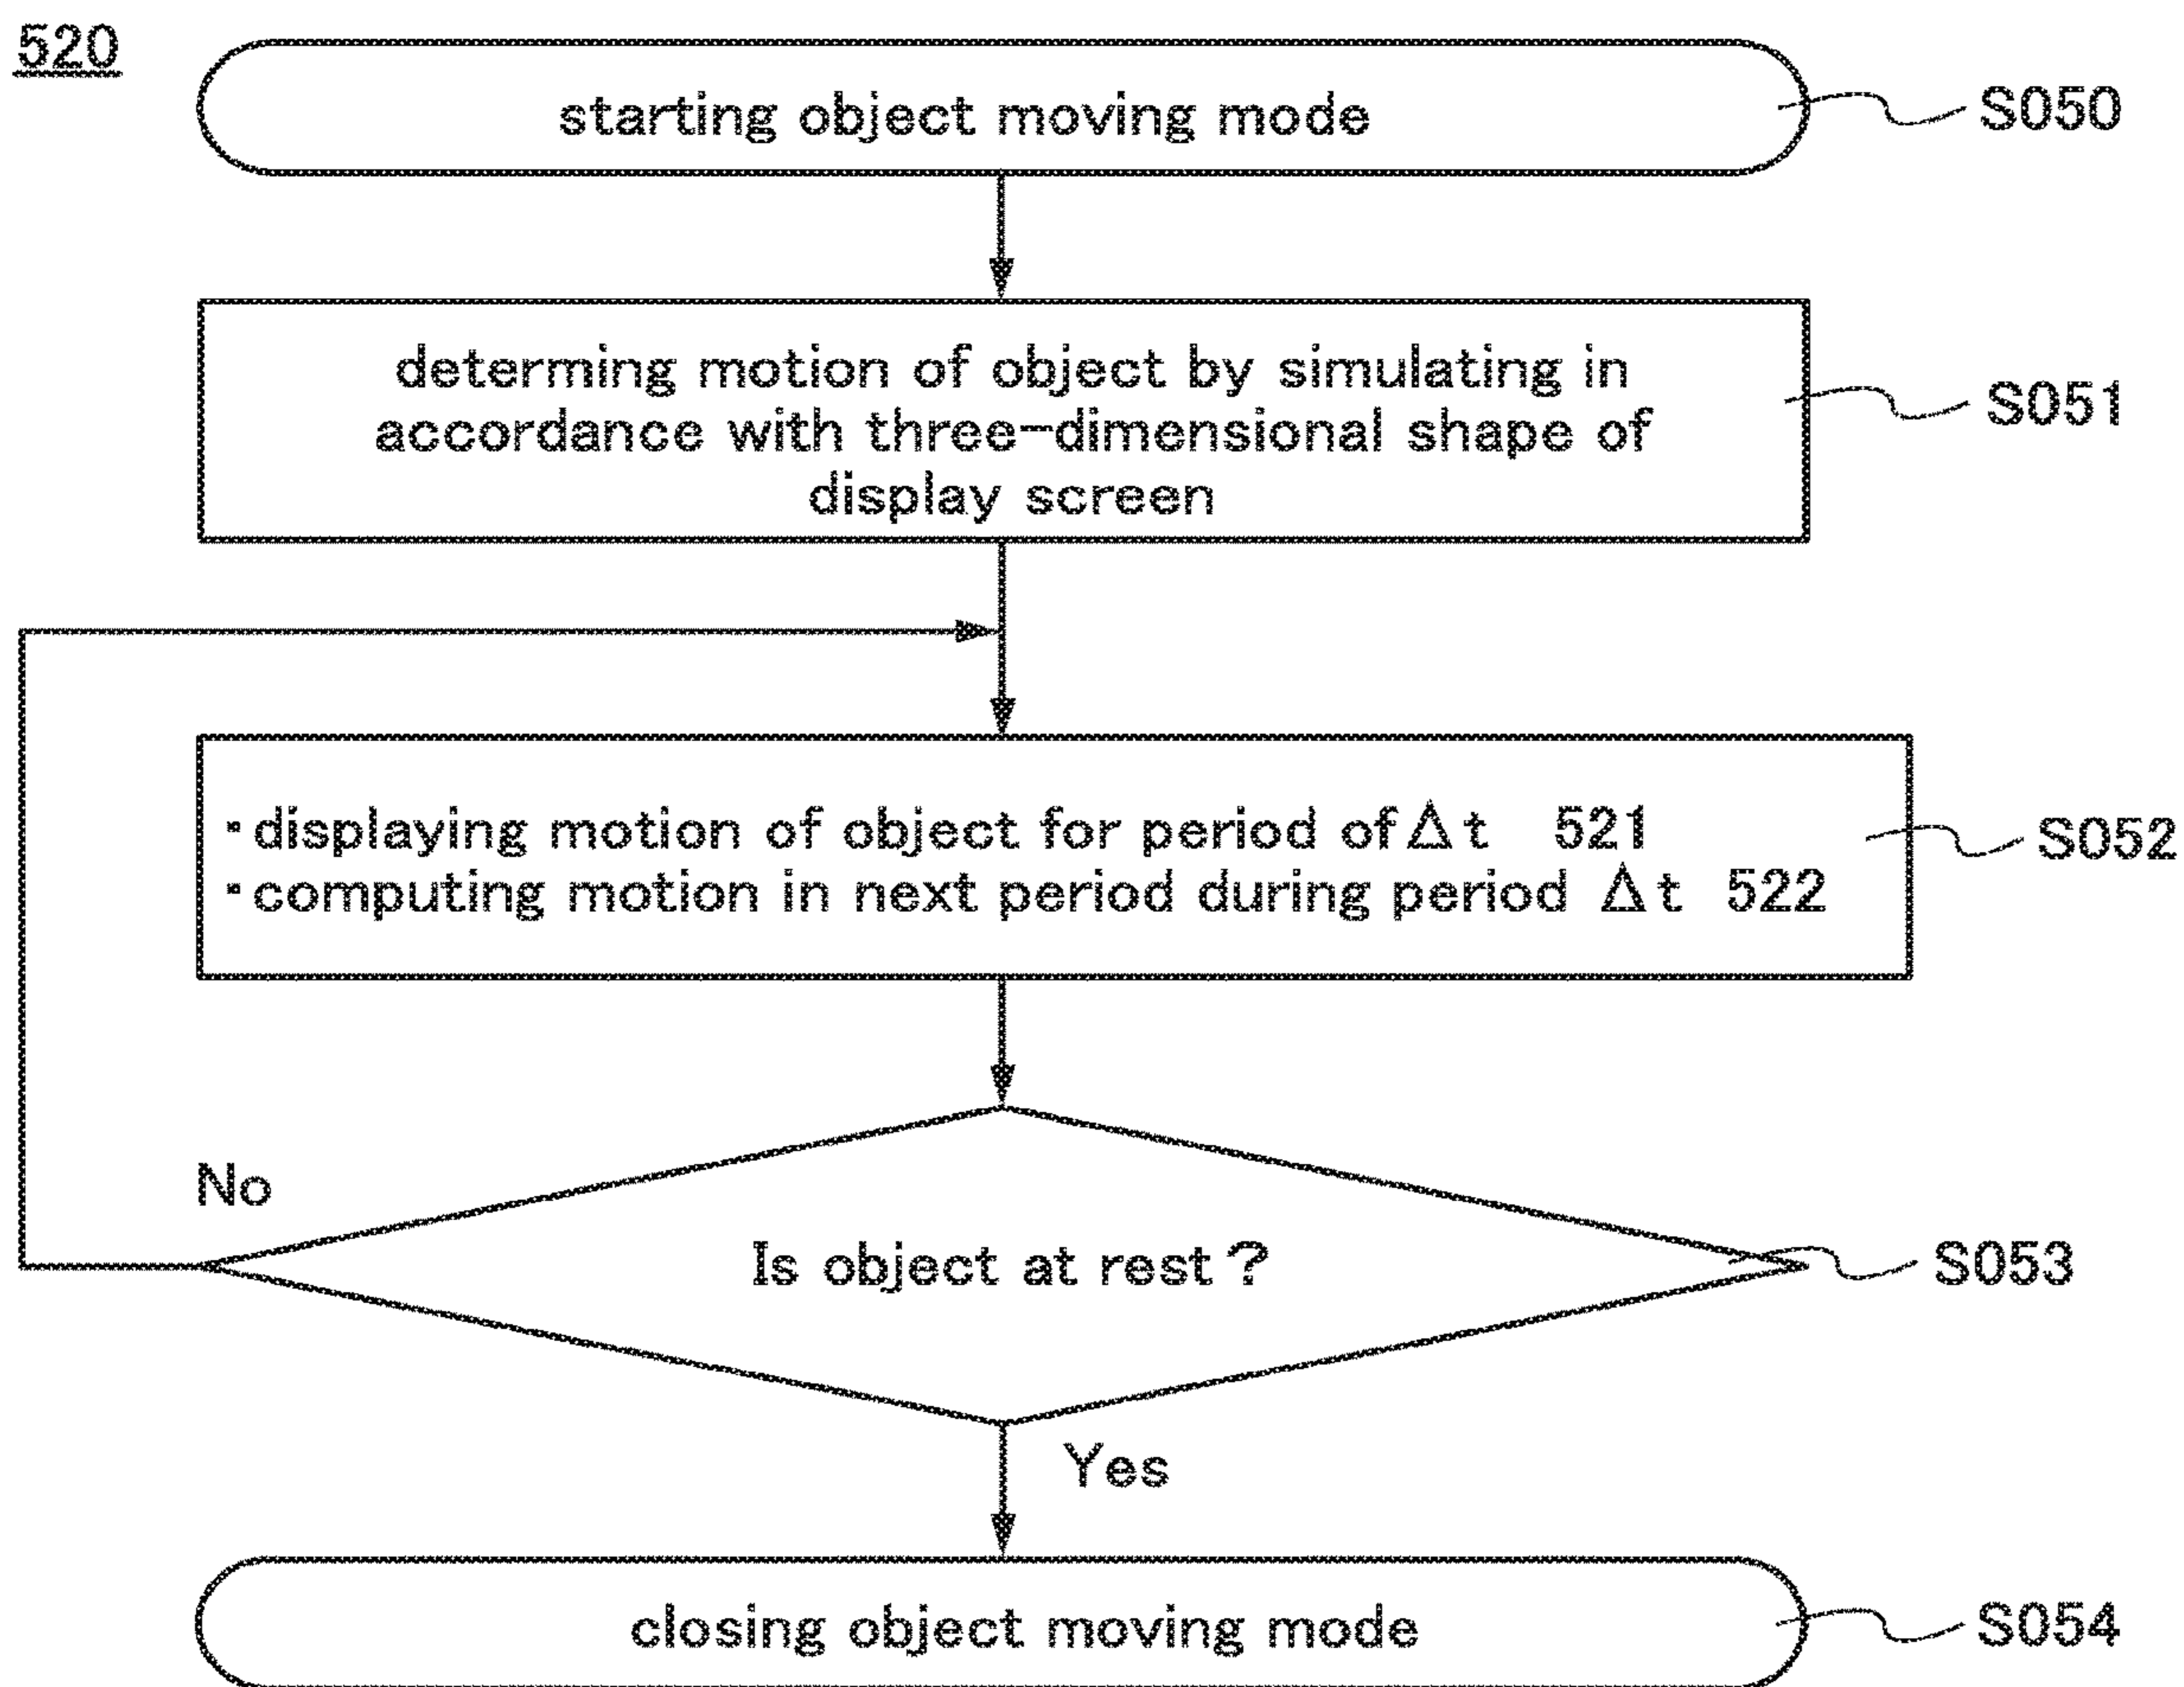 520
starting object moving mode
S050
determing motion of object by simulating in
accordance with three-dimensional shape of
display screen
S051
・displaying motion of object for period of Δt 521
・computing motion in next period during period Δt 522
S052
No
Is object at rest?
S053
Yes
closing object moving mode
S054